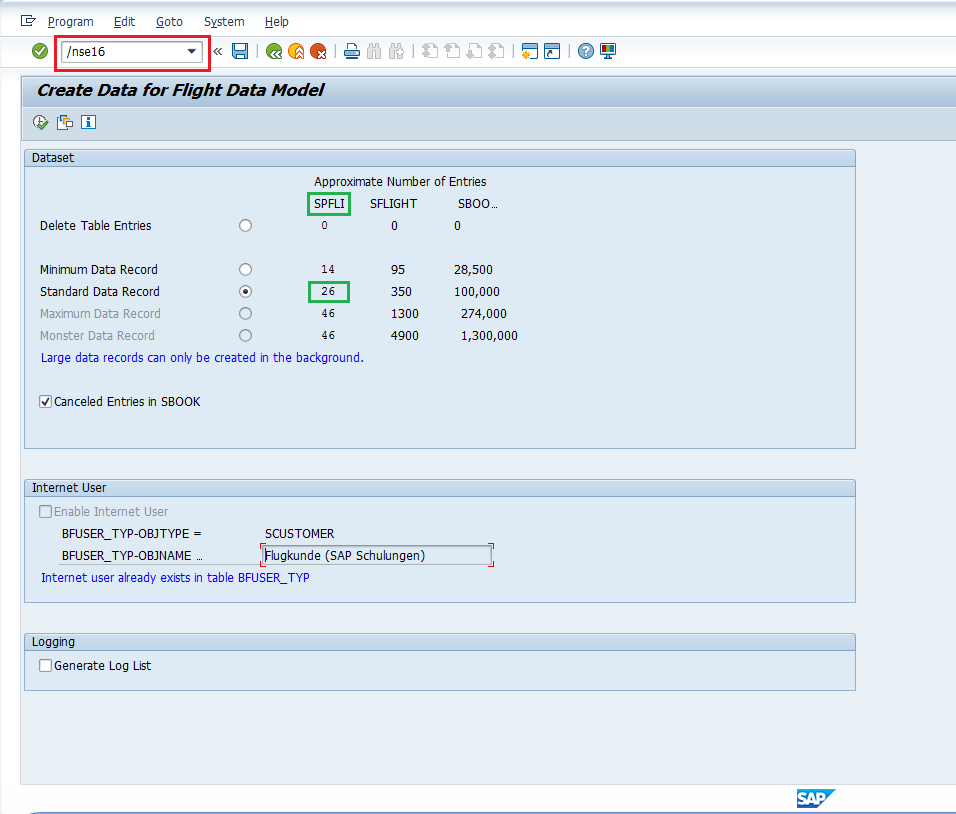 Program Edit Goto System Help
/nse16 «
Create Data for Flight Data Model
Dataset
Approximate Number of Entries
SPFLI SFLIGHT SBOO...
Delete Table Entries 0 0 0
Minimum Data Record 14 95 28,500
Standard Data Record 26 350 100,000
Maximum Data Record 46 1300 274,000
Monster Data Record 46 4900 1,300,000
Large data records can only be created in the background.
Canceled Entries in SBOOK
Internet User
Enable Internet User
BFUSER_TYP-OBJTYPE = SCUSTOMER
BFUSER_TYP-OBJNAME ... Flugkunde (SAP Schulungen)
Internet user already exists in table BFUSER_TYP
Logging
Generate Log List
SAP